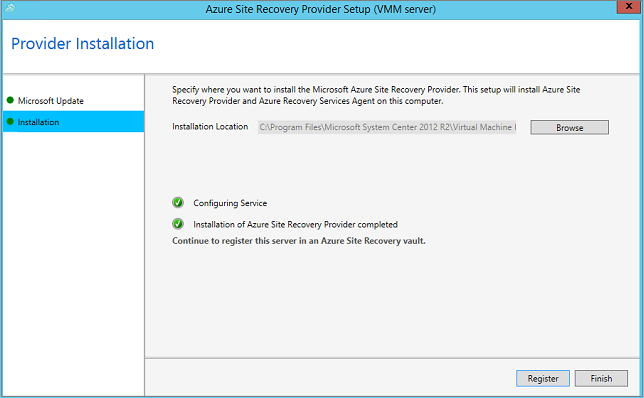 Azure Site Recovery Provider Setup (VMM server)
x
Provider Installation
Microsoft Update
Installation
Specify where you want to install the Microsoft Azure Site Recovery Provider. This setup will install Azure Site
Recovery Provider and Azure Recovery Services Agent on this computer.
Installation Location C:\Program Files\Microsoft System Center 2012 R2\Virtual Machine Browse
Configuring Service
Installation of Azure Site Recovery Provider completed
Continue to register this server in an Azure Site Recovery vault.
Register Finish